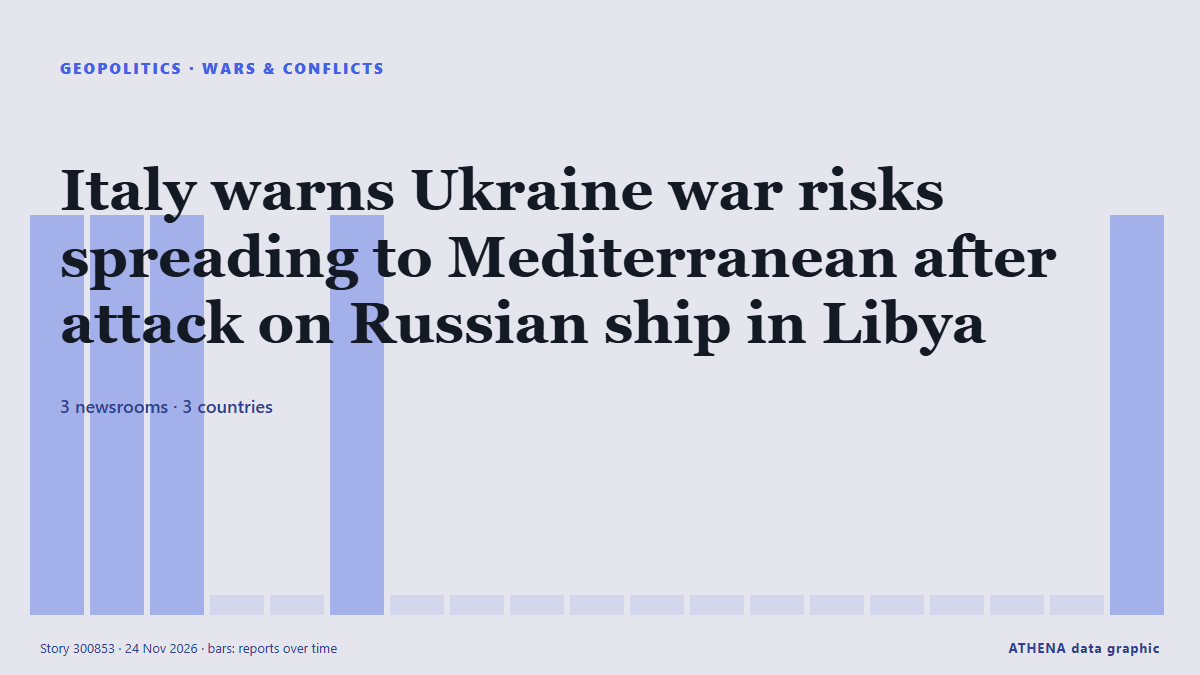 GEOPOLITICS · WARS & CONFLICTS
Italy warns Ukraine war risks
spreading to Mediterranean after
attack on Russian ship in Libya
3 newsrooms · 3 countries
Story 300853 · 24 Nov 2026 · bars: reports over time
ATHENA data graphic